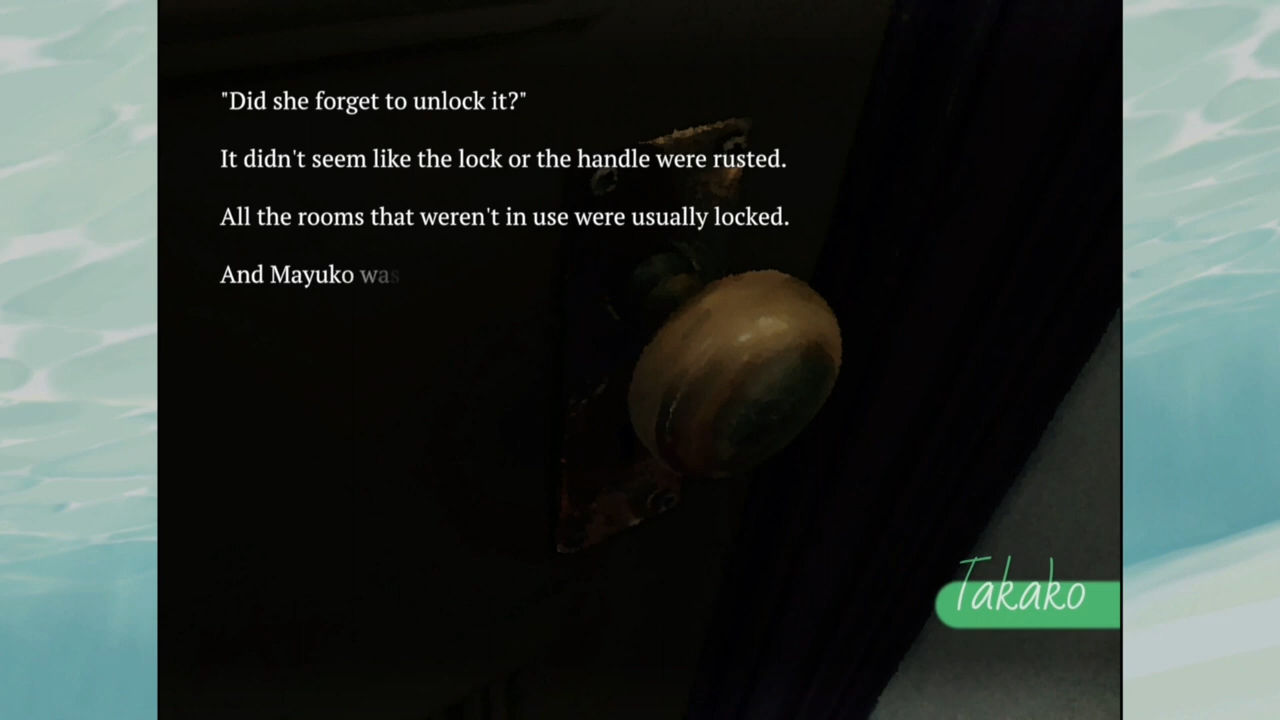 "Did she forget to unlock it?"
It didn't seem like the lock or the handle were rusted.
All the rooms that weren't in use were usually locked.
And Mayuko was
Takako